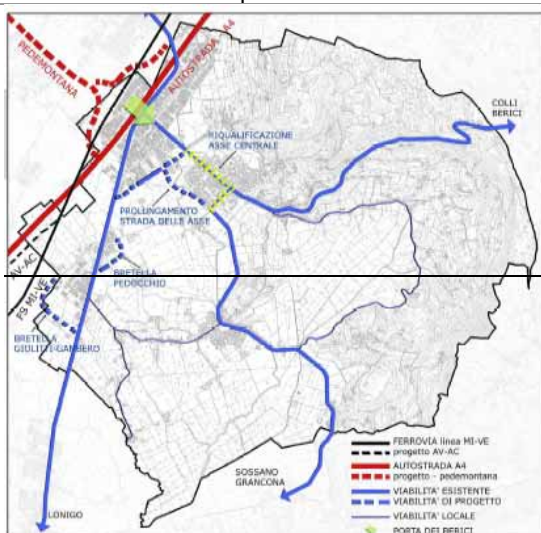 PEDEMONTANA
AUTOSTRADA A4
COLLI
BERICI
RIQUALIFICAZIONE
ASSE CENTRALE
PROLUNGAMENTO
STRADA DELLE ASSE
AV-AC
FS MI-VE
BRETELLA
PEDOCCHIO
BRETELLA
GIULITTI-GAMBERO
SOSSANO
GRANCONA
LONIGO
FERROVIA linea MI-VE
progetto AV-AC
AUTOSTRADA A4
progetto - pedemontana
VIABILITA' ESISTENTE
VIABILITA' DI PROGETTO
VIABILITA' LOCALE
PORTA DEI BERICI